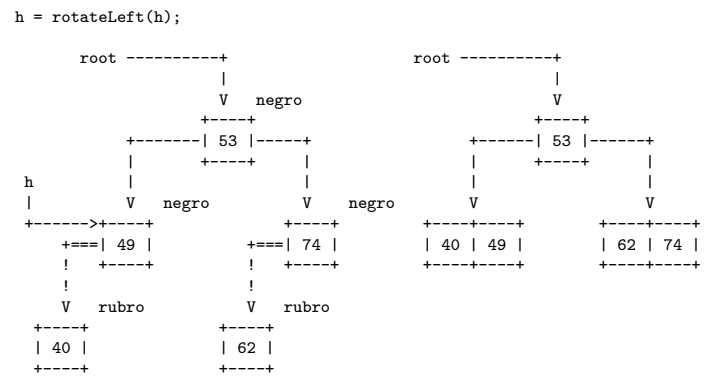 h = rotateLeft(h);
root ----------+ root ----------+
| |
V negro V
+----+ +----+
+-------| 53 |-----+ +------| 53 |------+
| +----+ | | +----+ |
h | | | |
| V negro V negro V V
+------>+----+ +----+ +----+----+ +----+----+
+===| 49 | +===| 74 | | 40 | 49 | | 62 | 74 |
! +----+ ! +----+ +----+----+ +----+----+
! !
V rubro V rubro
+----+ +----+
| 40 | | 62 |
+----+ +----+